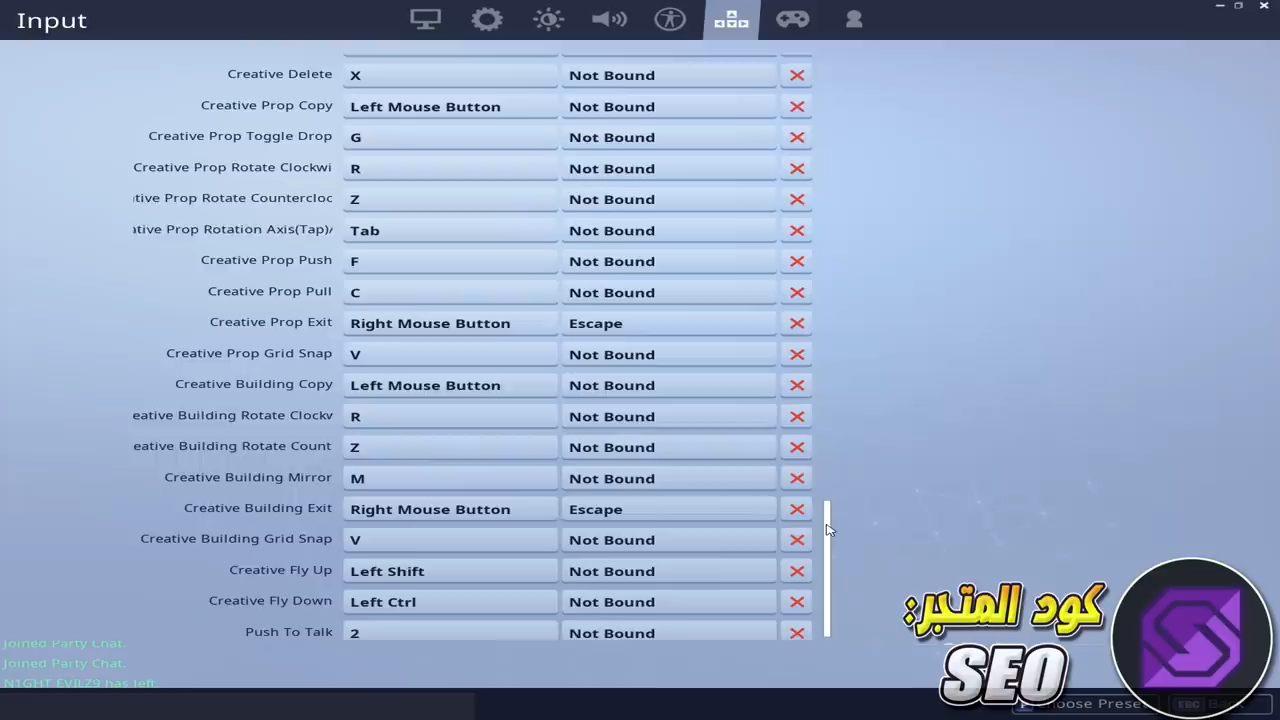 Input
Creative Delete X Not Bound
Creative Prop Copy Left Mouse Button Not Bound
Creative Prop Toggle Drop G Not Bound
Creative Prop Rotate Clockwi R Not Bound
tive Prop Rotate Countercloc Z Not Bound
ative Prop Rotation Axis(Tap)/ Tab Not Bound
Creative Prop Push F Not Bound
Creative Prop Pull C Not Bound
Creative Prop Exit Right Mouse Button Escape
Creative Prop Grid Snap V Not Bound
Creative Building Copy Left Mouse Button Not Bound
eative Building Rotate Clockw R Not Bound
eative Building Rotate Count Z Not Bound
Creative Building Mirror M Not Bound
Creative Building Exit Right Mouse Button Escape
Creative Building Grid Snap V Not Bound
Creative Fly Up Left Shift Not Bound
Creative Fly Down Left Ctrl Not Bound
Push To Talk 2 Not Bound
Joined Party Chat.
Joined Party Chat.
N1GHT EVILZ9 has left.
كود المتجر:
SEO
Choose Preset
ESC Back